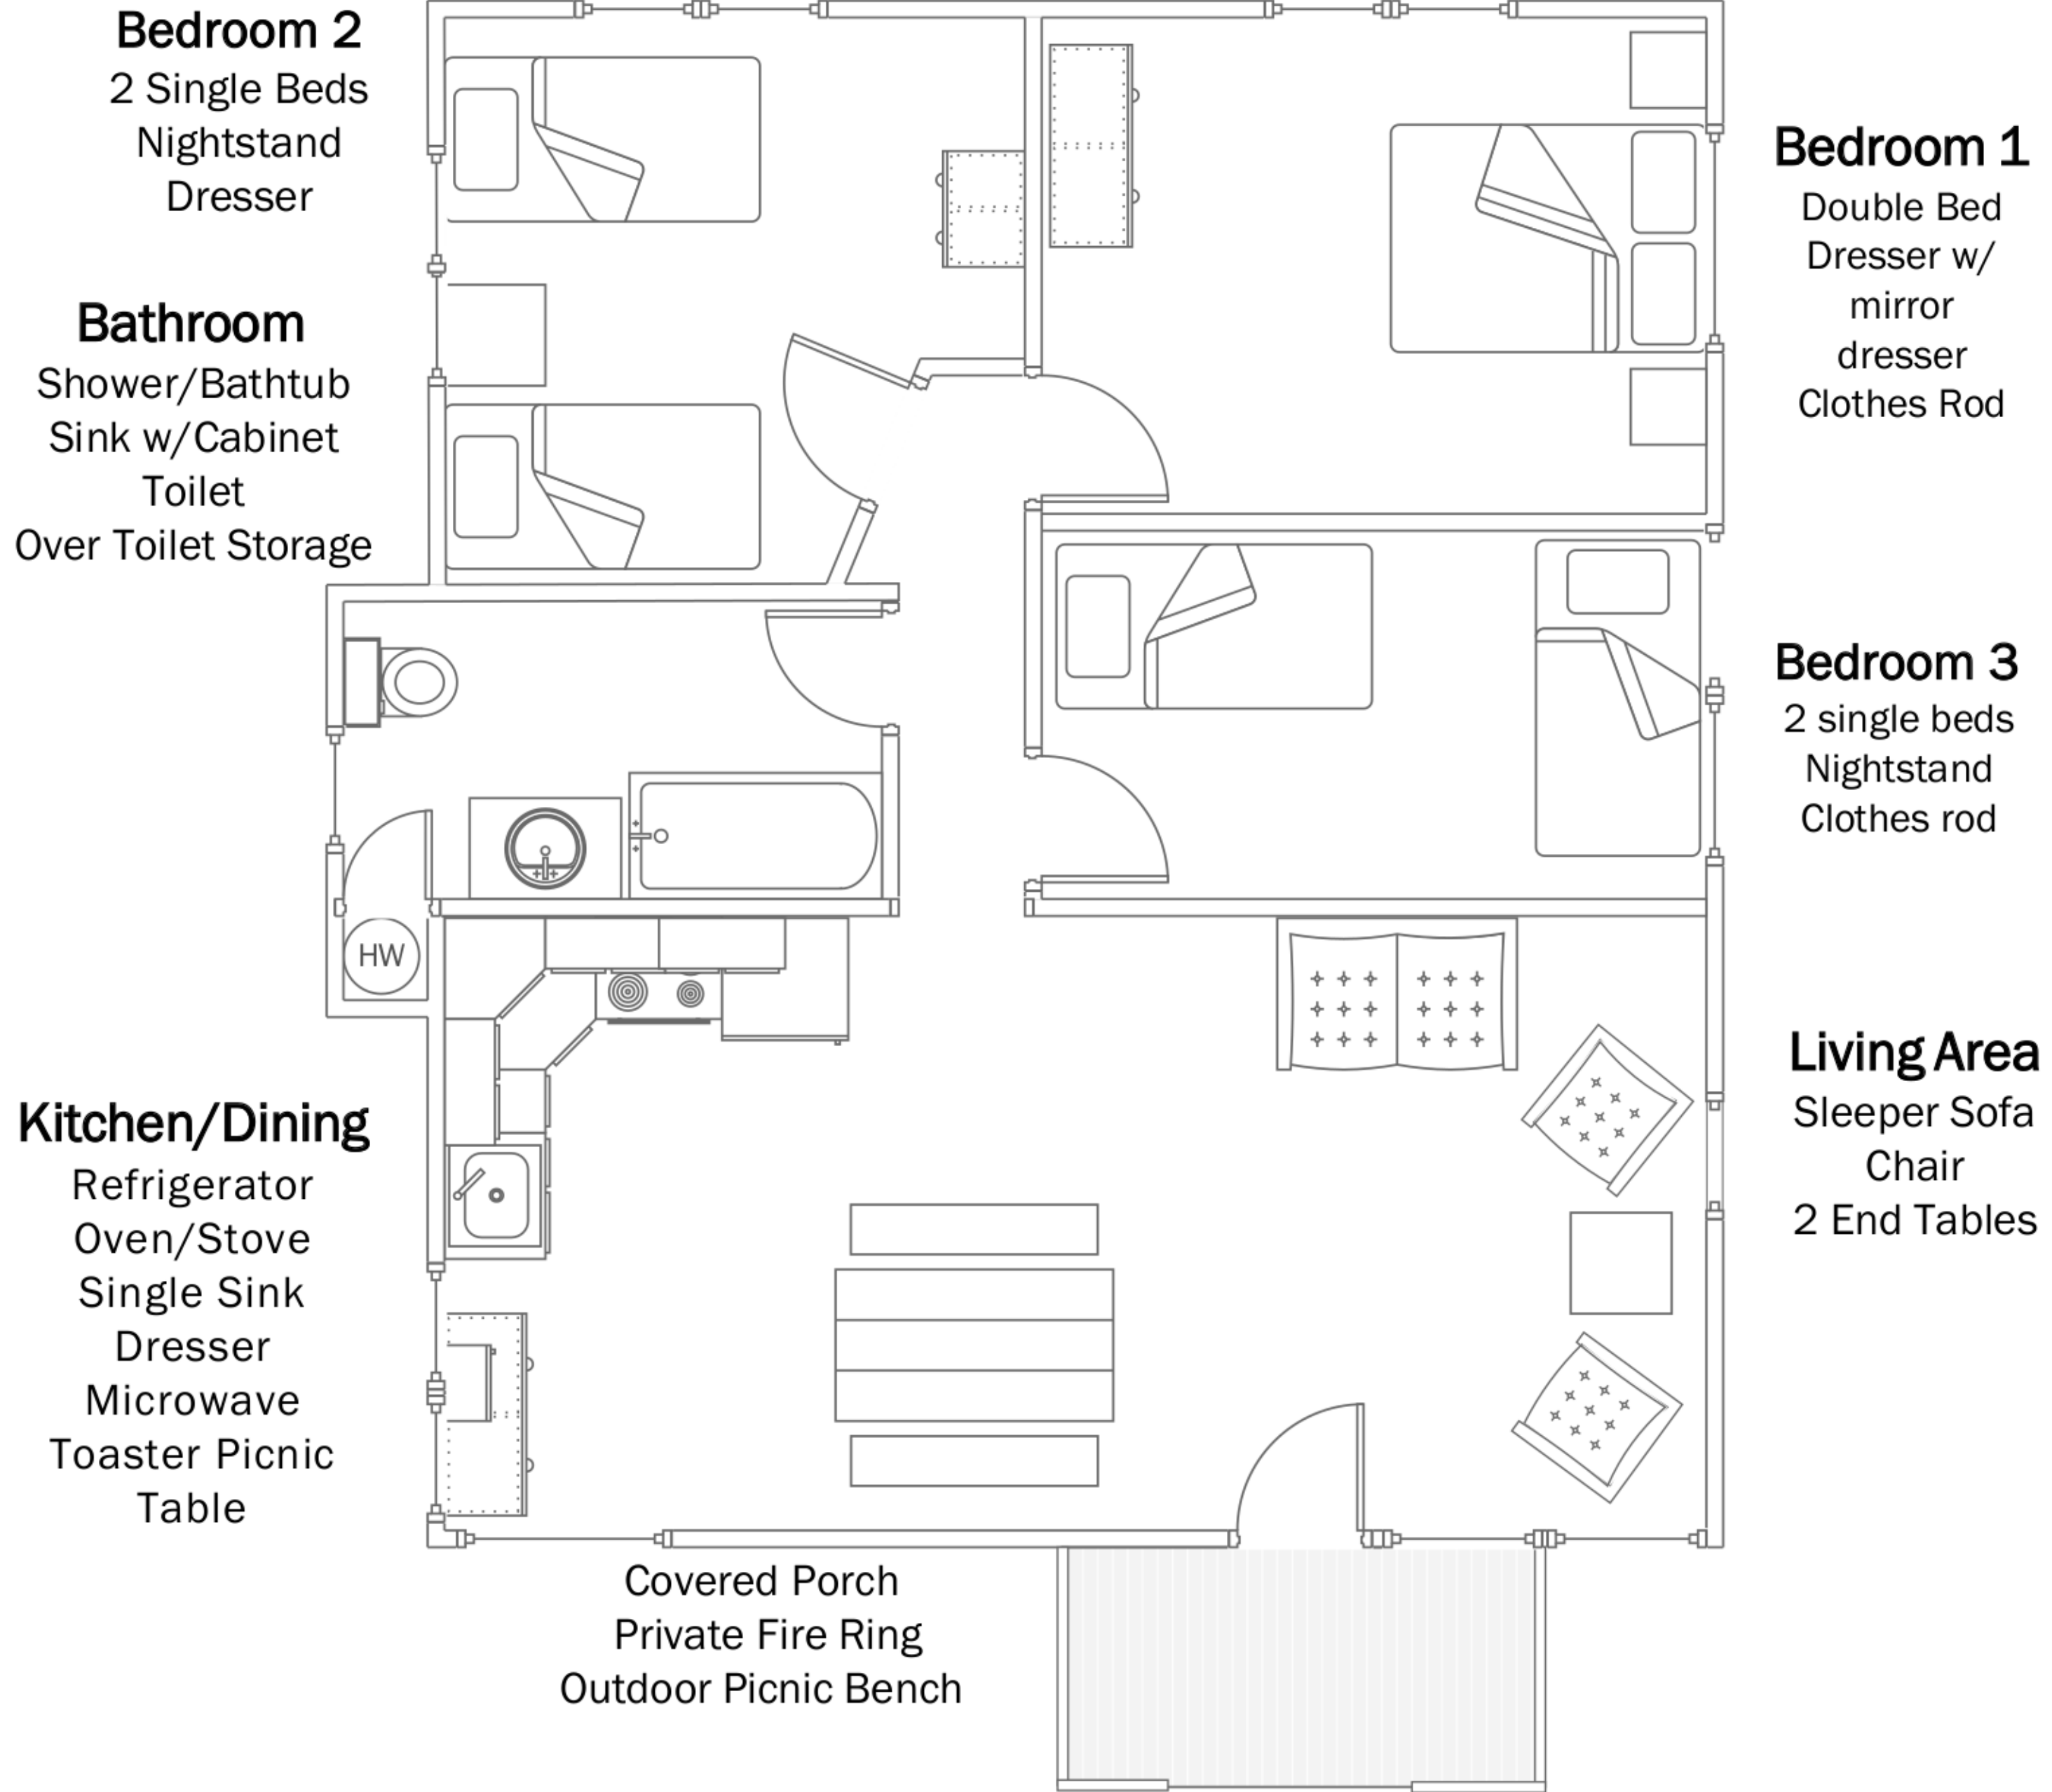 Bedroom 2
2 Single Beds
Nightstand
Dresser
Bathroom
Shower/Bathtub
Sink w/Cabinet
Toilet
Over Toilet Storage
Bedroom 1
Double Bed
Dresser w/
mirror
dresser
Clothes Rod
Bedroom 3
2 single beds
Nightstand
Clothes rod
HW
Kitchen/Dining
Refrigerator
Oven/Stove
Single Sink
Dresser
Microwave
Toaster Picnic
Table
Living Area
Sleeper Sofa
Chair
2 End Tables
Covered Porch
Private Fire Ring
Outdoor Picnic Bench